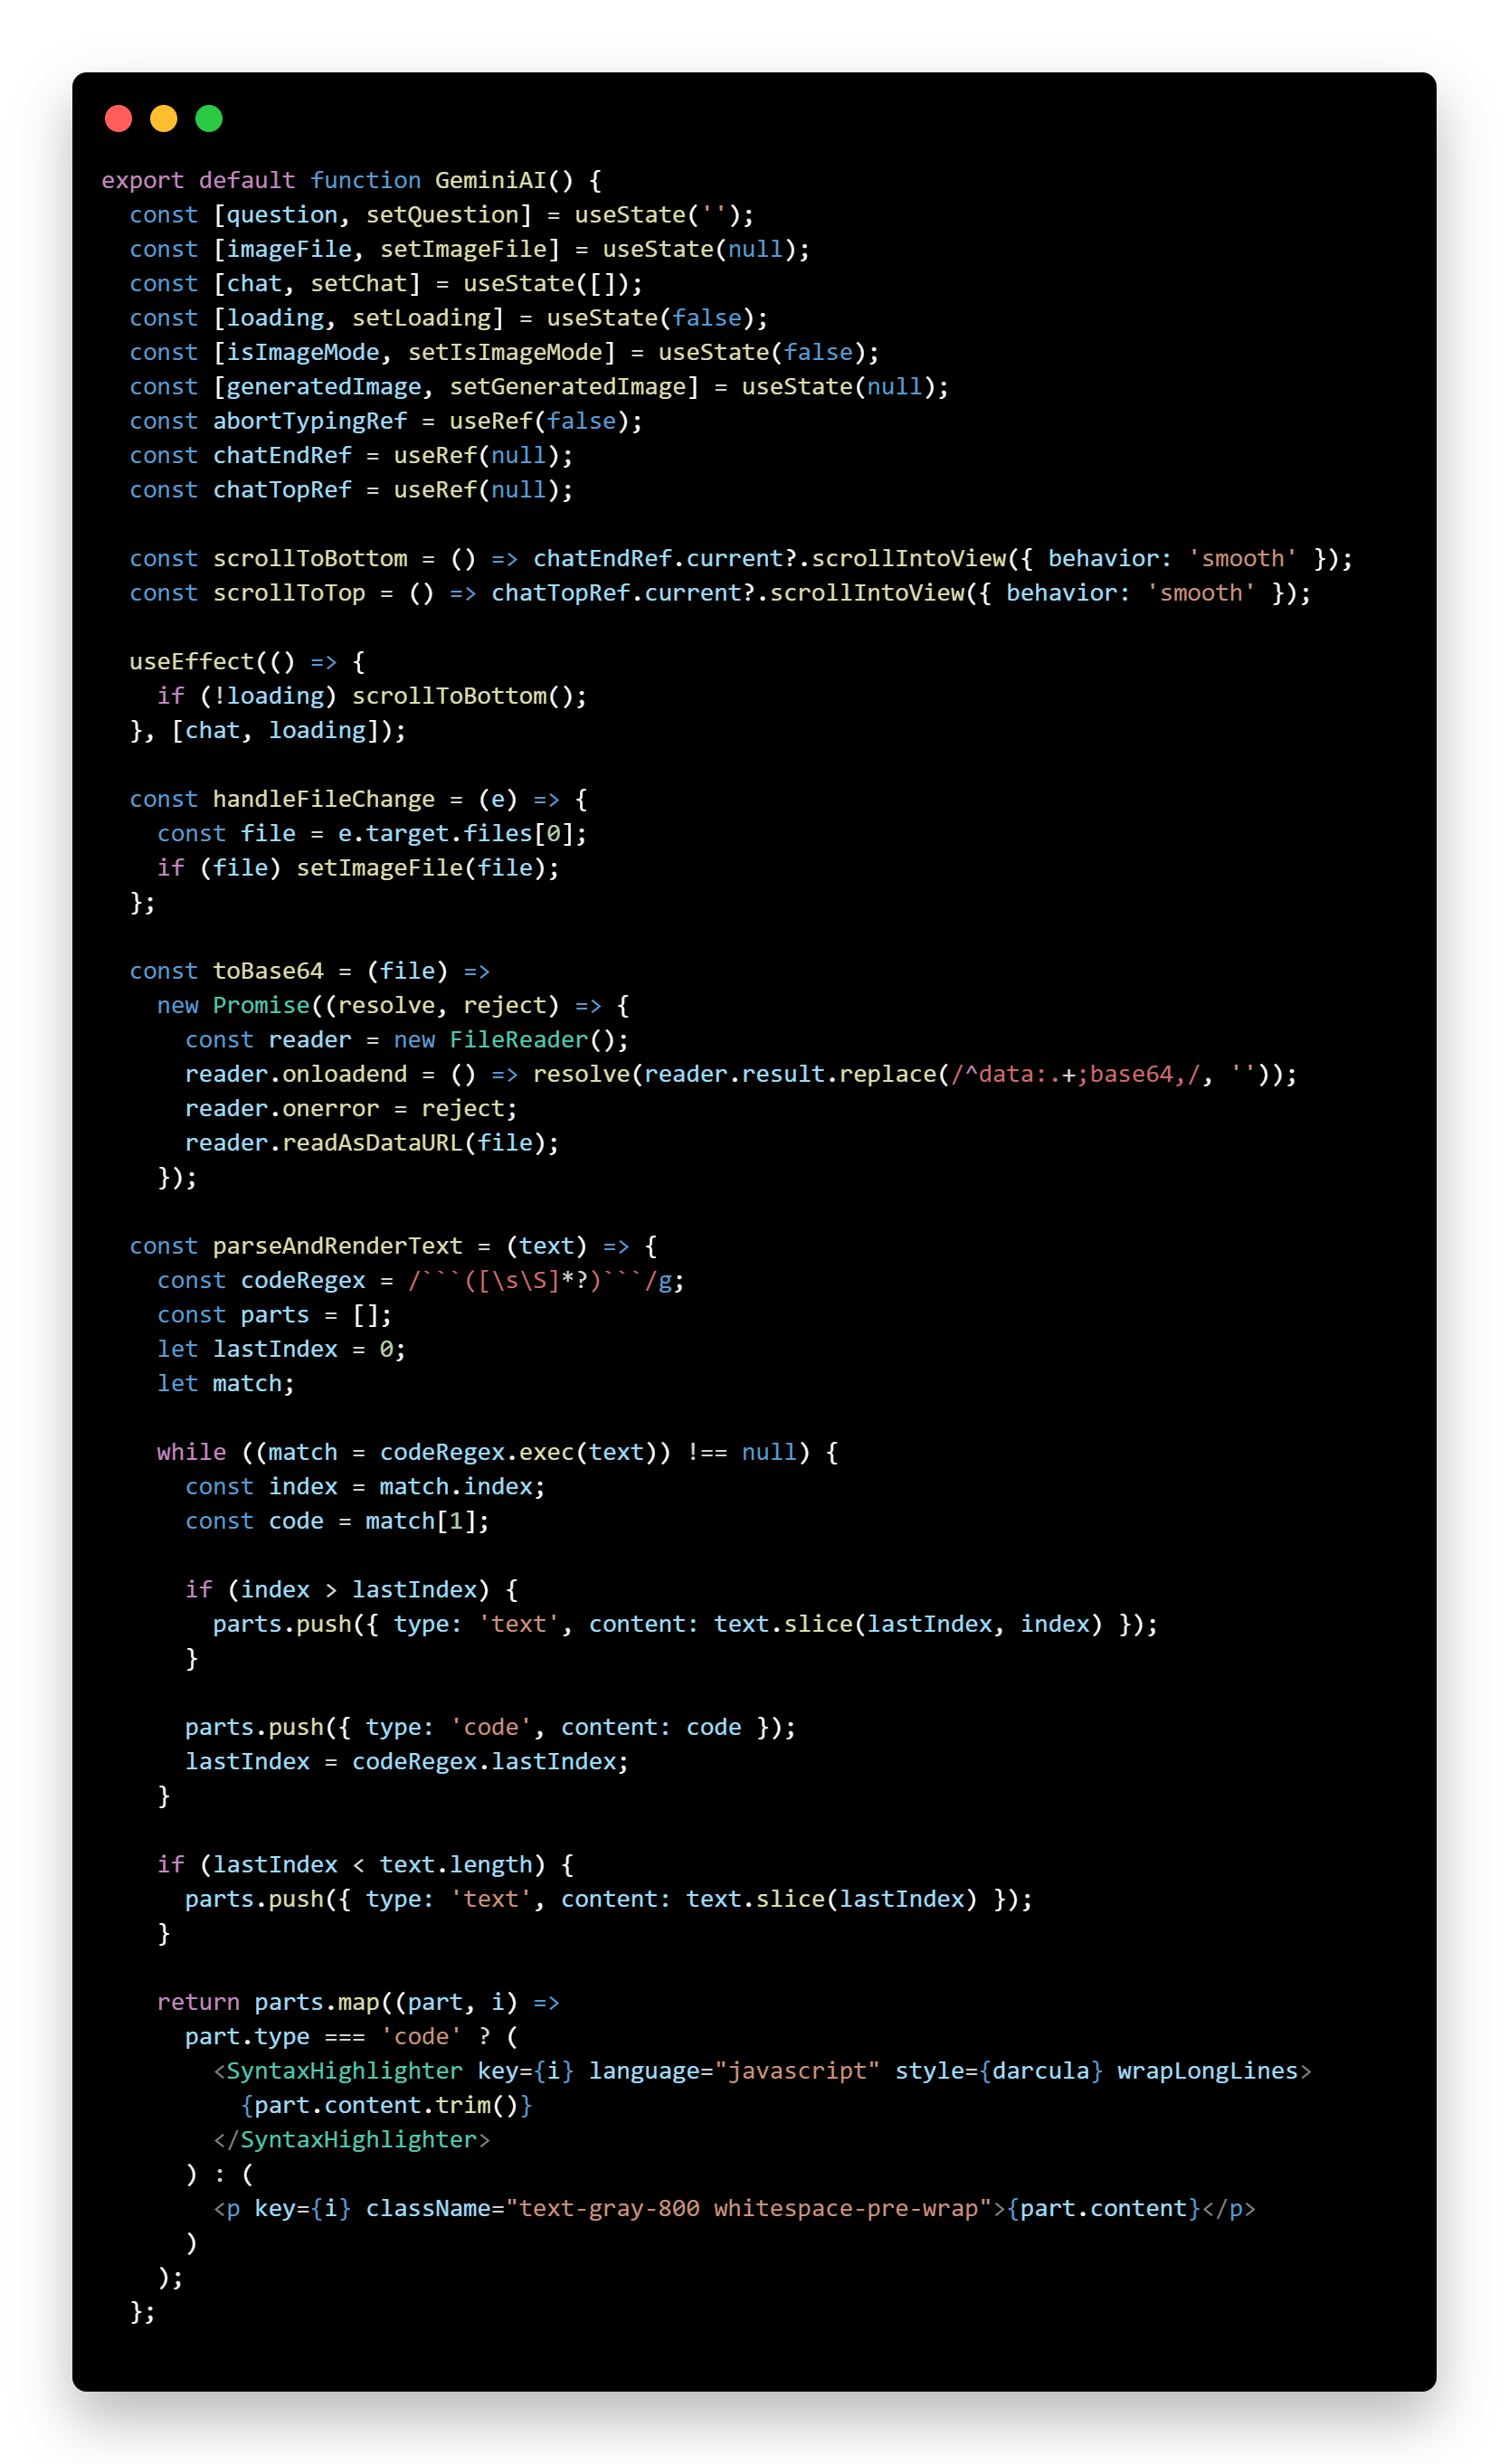 export default function GeminiAI() {
  const [question, setQuestion] = useState('');
  const [imageFile, setImageFile] = useState(null);
  const [chat, setChat] = useState([]);
  const [loading, setLoading] = useState(false);
  const [isImageMode, setIsImageMode] = useState(false);
  const [generatedImage, setGeneratedImage] = useState(null);
  const abortTypingRef = useRef(false);
  const chatEndRef = useRef(null);
  const chatTopRef = useRef(null);

  const scrollToBottom = () => chatEndRef.current?.scrollIntoView({ behavior: 'smooth' });
  const scrollToTop = () => chatTopRef.current?.scrollIntoView({ behavior: 'smooth' });

  useEffect(() => {
    if (!loading) scrollToBottom();
  }, [chat, loading]);

  const handleFileChange = (e) => {
    const file = e.target.files[0];
    if (file) setImageFile(file);
  };

  const toBase64 = (file) =>
    new Promise((resolve, reject) => {
      const reader = new FileReader();
      reader.onloadend = () => resolve(reader.result.replace(/^data:.+;base64,/, ''));
      reader.onerror = reject;
      reader.readAsDataURL(file);
    });

  const parseAndRenderText = (text) => {
    const codeRegex = /```([\s\S]*?)```/g;
    const parts = [];
    let lastIndex = 0;
    let match;

    while ((match = codeRegex.exec(text)) !== null) {
      const index = match.index;
      const code = match[1];

      if (index > lastIndex) {
        parts.push({ type: 'text', content: text.slice(lastIndex, index) });
      }

      parts.push({ type: 'code', content: code });
      lastIndex = codeRegex.lastIndex;
    }

    if (lastIndex < text.length) {
      parts.push({ type: 'text', content: text.slice(lastIndex) });
    }

    return parts.map((part, i) =>
      part.type === 'code' ? (
        <SyntaxHighlighter key={i} language="javascript" style={darcula} wrapLongLines>
          {part.content.trim()}
        </SyntaxHighlighter>
      ) : (
        <p key={i} className="text-gray-800 whitespace-pre-wrap">{part.content}</p>
      )
    );
  };